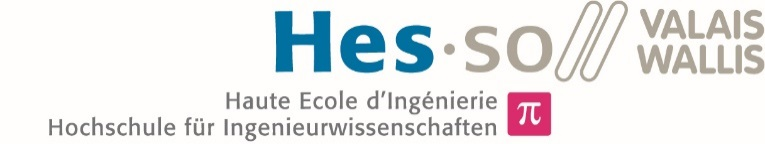 Hes·so VALAIS
WALLIS
Haute Ecole d'Ingénierie
Hochschule für Ingenieurwissenschaften π